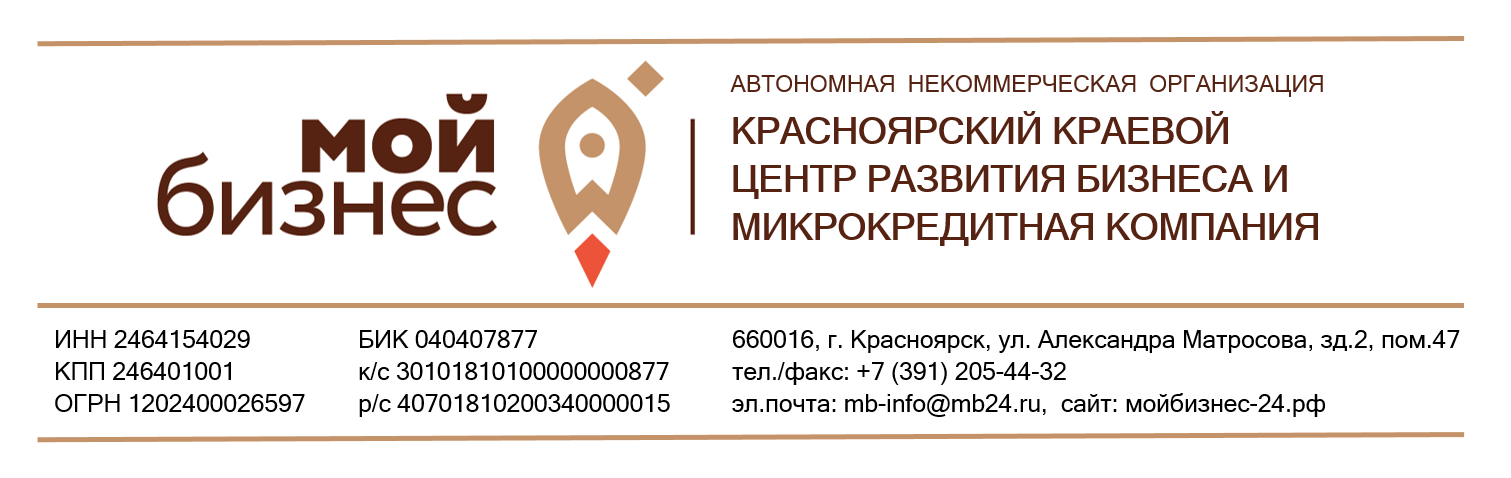 мой
бизнес
АВТОНОМНАЯ НЕКОММЕРЧЕСКАЯ ОРГАНИЗАЦИЯ
КРАСНОЯРСКИЙ КРАЕВОЙ
ЦЕНТР РАЗВИТИЯ БИЗНЕСА И
МИКРОКРЕДИТНАЯ КОМПАНИЯ
ИНН 2464154029
КПП 246401001
ОГРН 1202400026597
БИК 040407877
к/с 30101810100000000877
р/с 40701810200340000015
660016, г. Красноярск, ул. Александра Матросова, зд.2, пом.47
тел./факс: +7 (391) 205-44-32
эл.почта: mb-info@mb24.ru, сайт: мойбизнес-24.рф